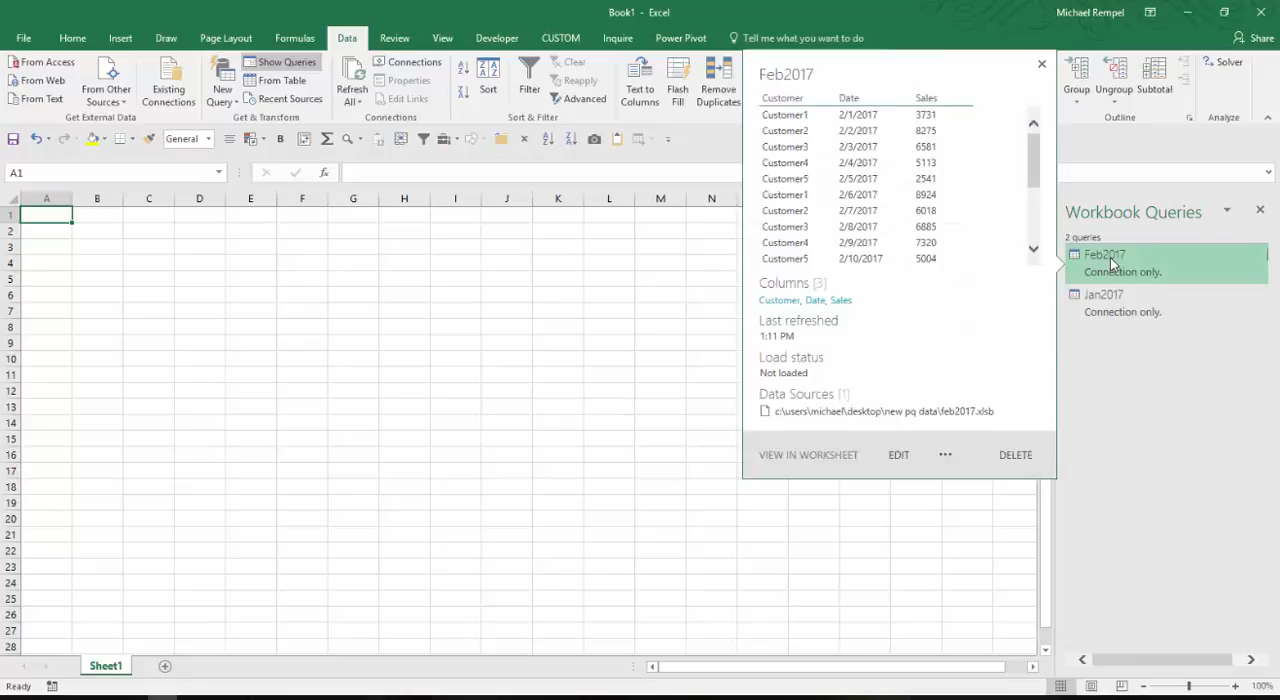 Book1 - Excel
Michael Rempel
File Home Insert Draw Page Layout Formulas Data Review View Developer CUSTOM Inquire Power Pivot Tell me what you want to do Share
From Access
From Web
From Text
From Other Sources
Existing Connections
Get External Data
New Query
Show Queries
From Table
Recent Sources
Get & Transform
Refresh All
Connections
Properties
Edit Links
Connections
Sort
Filter
Clear
Reapply
Advanced
Sort & Filter
Text to Columns
Flash Fill
Remove Duplicates
Group
Ungroup
Subtotal
Outline
Solver
Analyze
General
B
A1
fx
A B C D E F G H I J K L M N
1
2
3
4
5
6
7
8
9
10
11
12
13
14
15
16
17
18
19
20
21
22
23
24
25
26
27
28
Feb2017
Customer Date Sales
Customer1 2/1/2017 3731
Customer2 2/2/2017 8275
Customer3 2/3/2017 6581
Customer4 2/4/2017 5113
Customer5 2/5/2017 2541
Customer1 2/6/2017 8924
Customer2 2/7/2017 6018
Customer3 2/8/2017 6885
Customer4 2/9/2017 7320
Customer5 2/10/2017 5004
Columns [3]
Customer, Date, Sales
Last refreshed
1:11 PM
Load status
Not loaded
Data Sources [1]
c:\users\michael\desktop\new pq data\feb2017.xlsb
VIEW IN WORKSHEET EDIT ••• DELETE
Workbook Queries
2 queries
Feb2017
Connection only.
Jan2017
Connection only.
Sheet1
Ready
100%